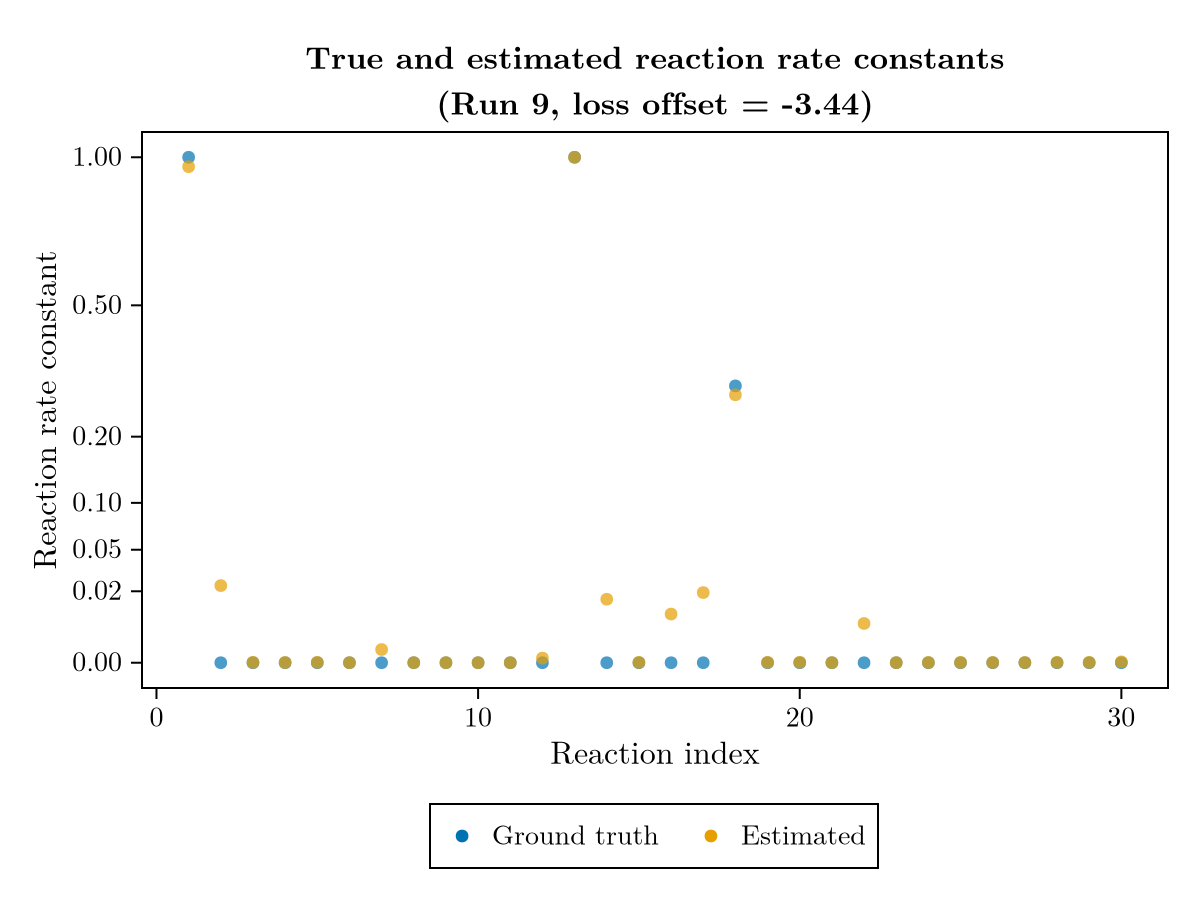 True and estimated reaction rate constants
(Run 9, loss offset = -3.44)
Reaction rate constant
1.00
0.50
0.20
0.10
0.05
0.02
0.00
0 10 20 30
Reaction index
Ground truth Estimated